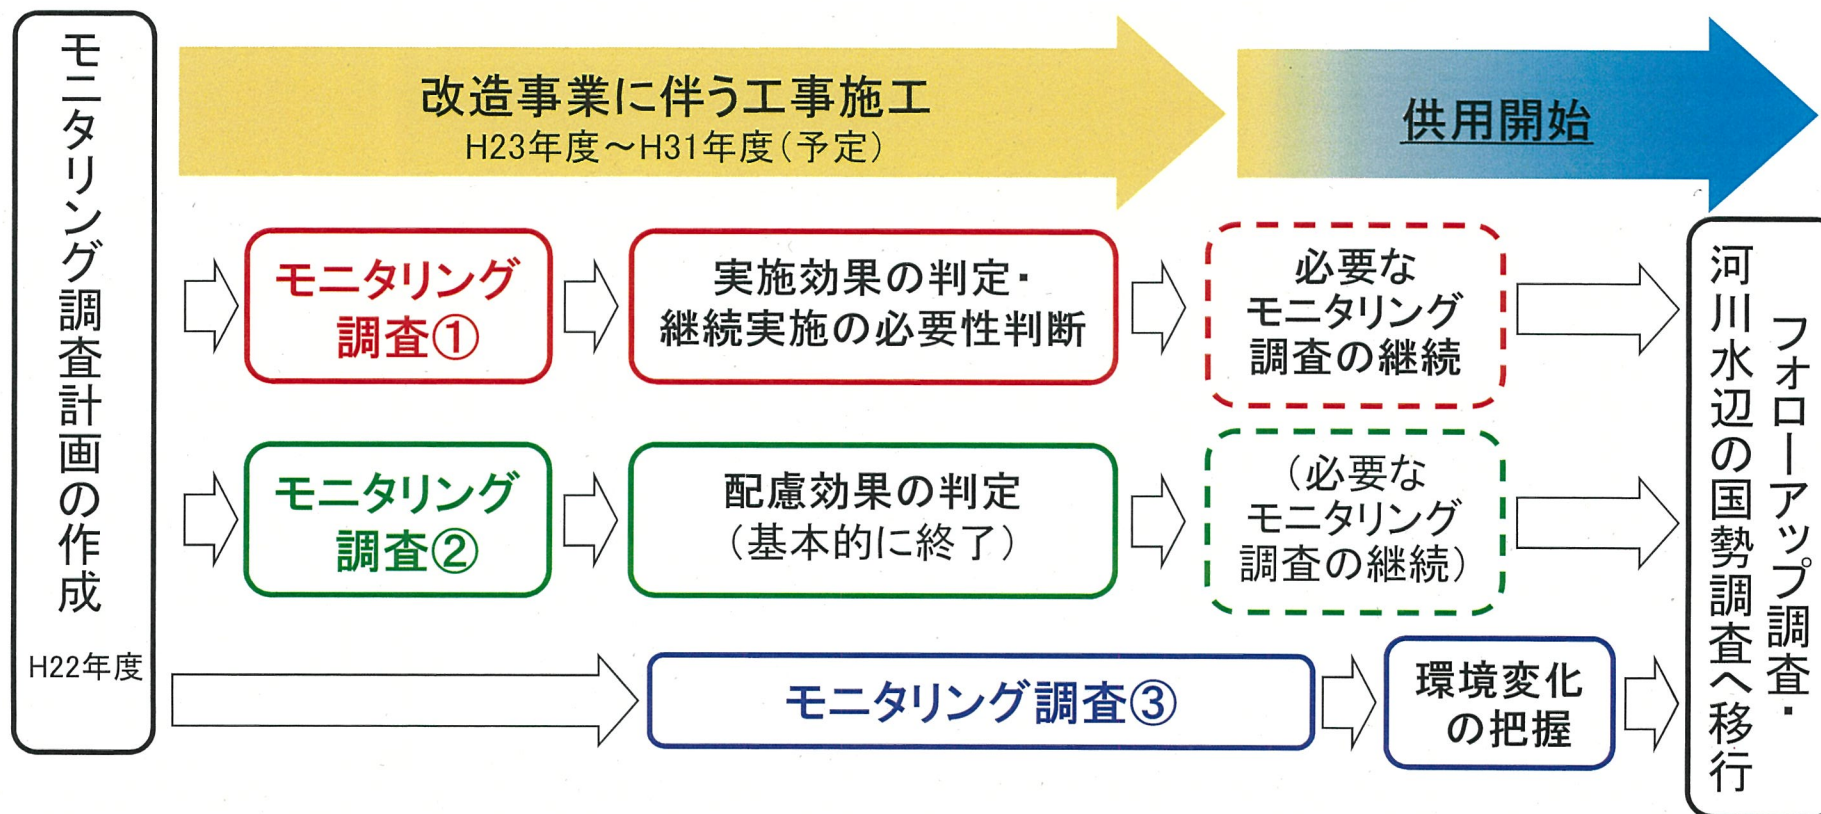 モニタリング調査計画の作成
H22年度
改造事業に伴う工事施工
H23年度～H31年度(予定)
供用開始
モニタリング
調査①
実施効果の判定・
継続実施の必要性判断
必要な
モニタリング
調査の継続
モニタリング
調査②
配慮効果の判定
(基本的に終了)
(必要な
モニタリング
調査の継続)
モニタリング調査③
環境変化
の把握
フォローアップ調査・
河川水辺の国勢調査へ移行